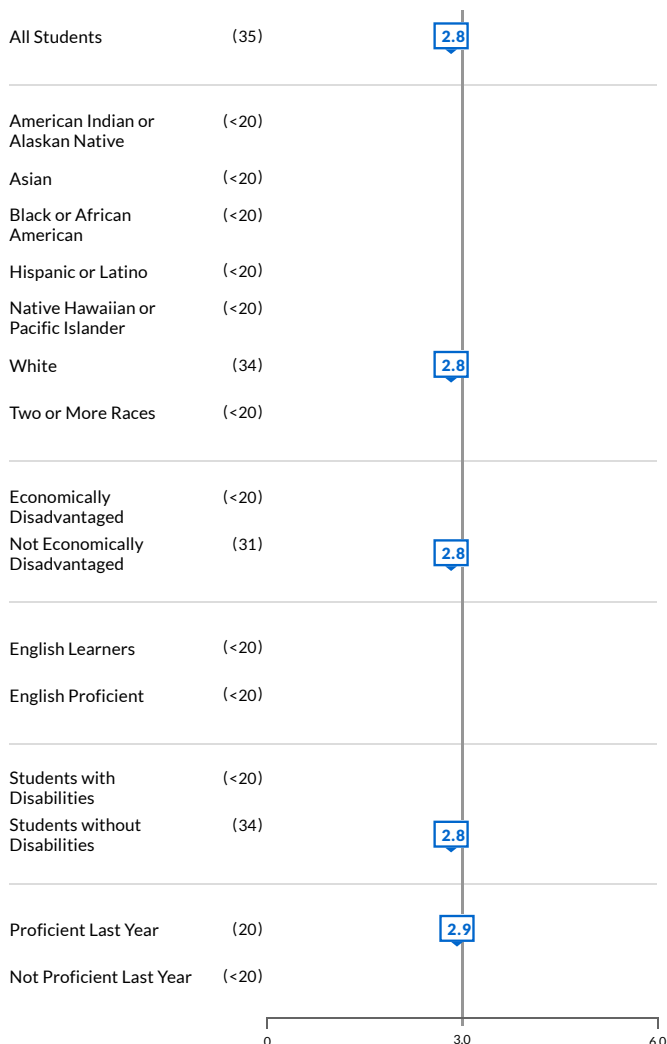 All Students (35) 2.8
American Indian or (<20)
Alaskan Native
Asian (<20)
Black or African (<20)
American
Hispanic or Latino (<20)
Native Hawaiian or (<20)
Pacific Islander
White (34) 2.8
Two or More Races (<20)
Economically (<20)
Disadvantaged
Not Economically (31) 2.8
Disadvantaged
English Learners (<20)
English Proficient (<20)
Students with (<20)
Disabilities
Students without (34) 2.8
Disabilities
Proficient Last Year (20) 2.9
Not Proficient Last Year (<20)
0 3.0 6.0